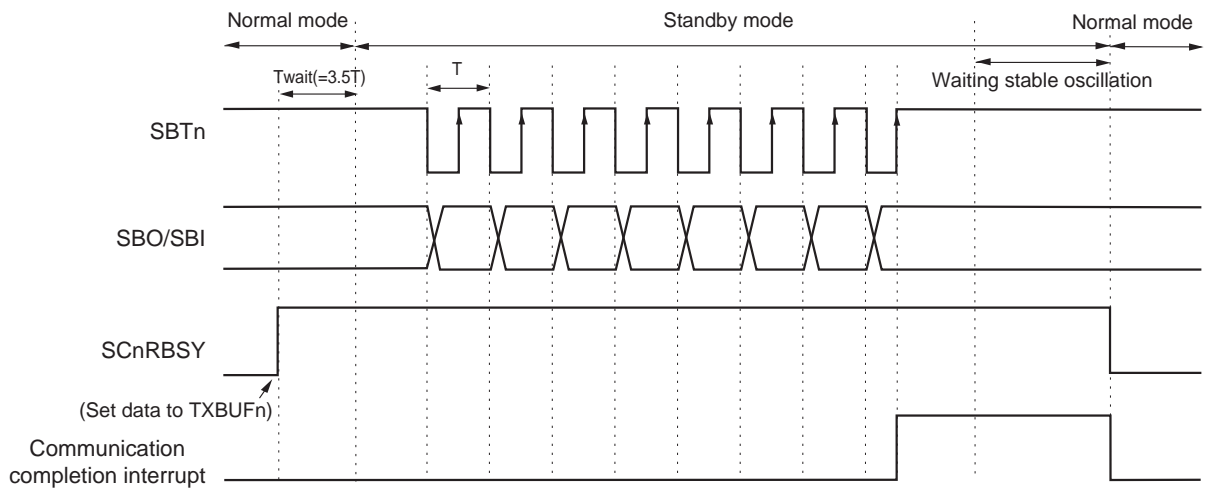 Normal mode
Standby mode
Normal mode
Twait(=3.5T)
T
Waiting stable oscillation
SBTn
SBO/SBI
SCnRBSY
(Set data to TXBUFn)
Communication
completion interrupt